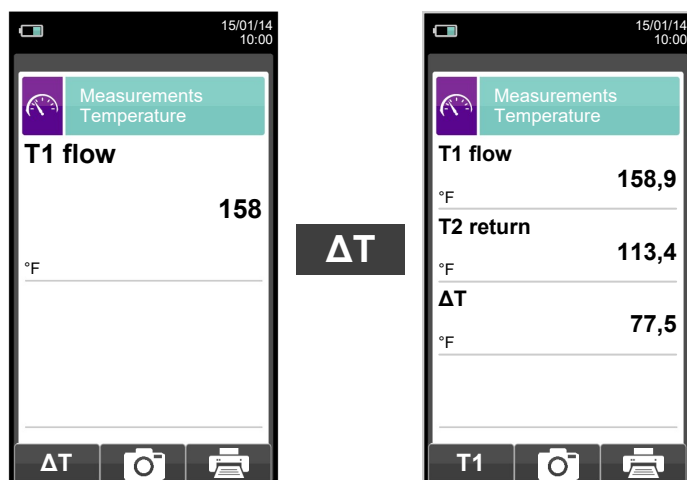 15/01/14
10:00
Measurements
Temperature
T1 flow
158
°F
ΔT
ΔT
15/01/14
10:00
Measurements
Temperature
T1 flow
158,9
°F
T2 return
113,4
°F
ΔT
77,5
°F
T1